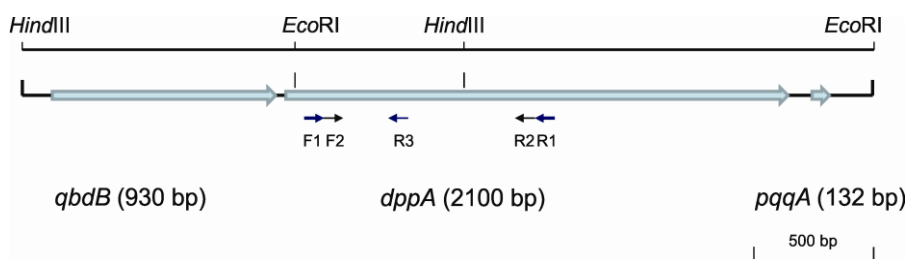 HindIII EcoRI HindIII EcoRI
F1 F2 R3 R2 R1
qbdB (930 bp) dppA (2100 bp) pqqA (132 bp)
500 bp